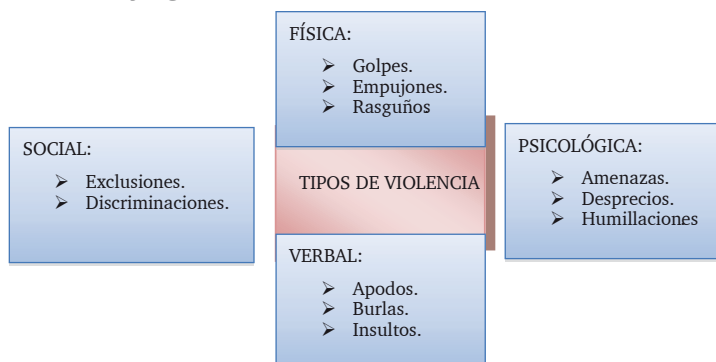 FÍSICA:
➢ Golpes.
➢ Empujones.
➢ Rasguños
SOCIAL:
➢ Exclusiones.
➢ Discriminaciones.
TIPOS DE VIOLENCIA
PSICOLÓGICA:
➢ Amenazas.
➢ Desprecios.
➢ Humillaciones
VERBAL:
➢ Apodos.
➢ Burlas.
➢ Insultos.